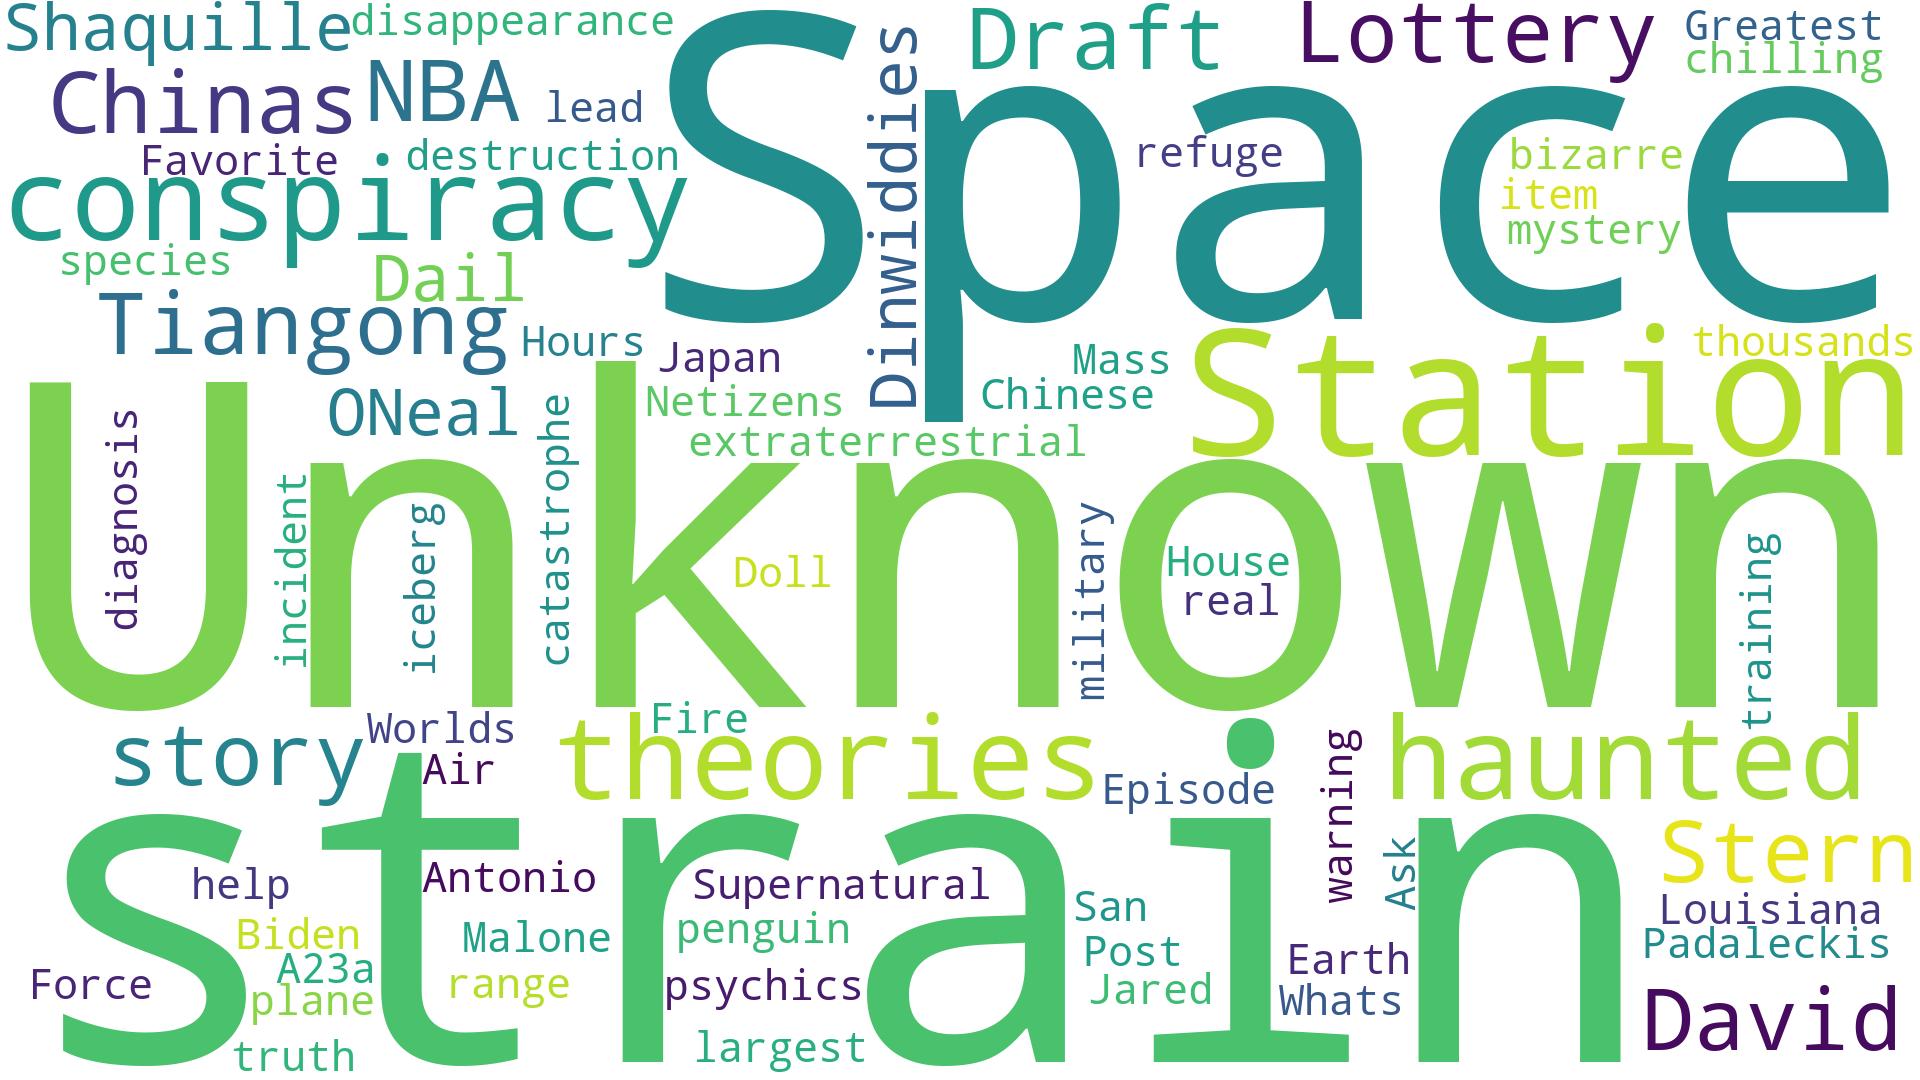 Shaquille
disappearance
Space
Dinwiddies
Draft
Lottery
Greatest
chilling
Chinas
NBA
lead
Favorite
destruction
conspiracy
refuge
bizarre
item
mystery
species
Dail
Tiangong
Hours
Japan
Mass
Station
thousands
ONeal
Netizens
Chinese
extraterrestrial
Unknown
diagnosis
incident
iceberg
catastrophe
Doll
military
House
real
training
story
Worlds
Air
Fire
theories
Episode
warning
haunted
strain
Ask
Stern
help
Antonio
Supernatural
San
Louisiana
Biden
Malone
penguin
Post
Earth
Padaleckis
A23a
Force
plane
range
psychics
Jared
Whats
David
truth
largest